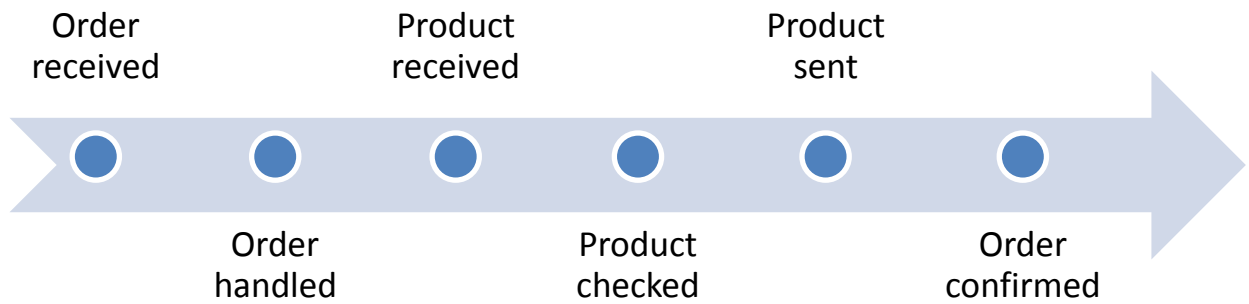 Order
received
Order
handled
Product
received
Product
checked
Product
sent
Order
confirmed